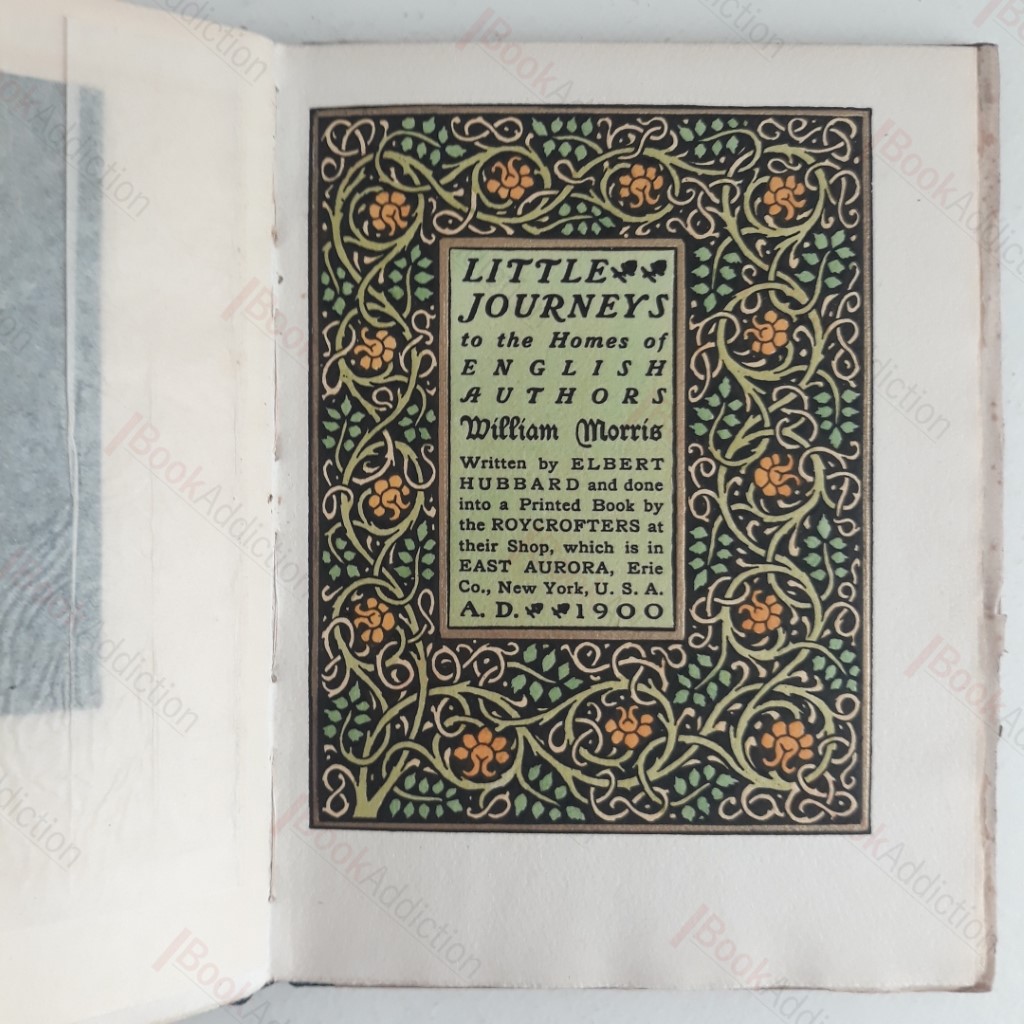 LITTLE
JOURNEYS
to the Homes of
ENGLISH
AUTHORS
William Morris
Written by ELBERT
HUBBARD and done
into a Printed Book by
the ROYCROFTERS at
their Shop, which is in
EAST AURORA, Erie
Co., New York, U. S. A.
A. D. 1900
BookAddiction